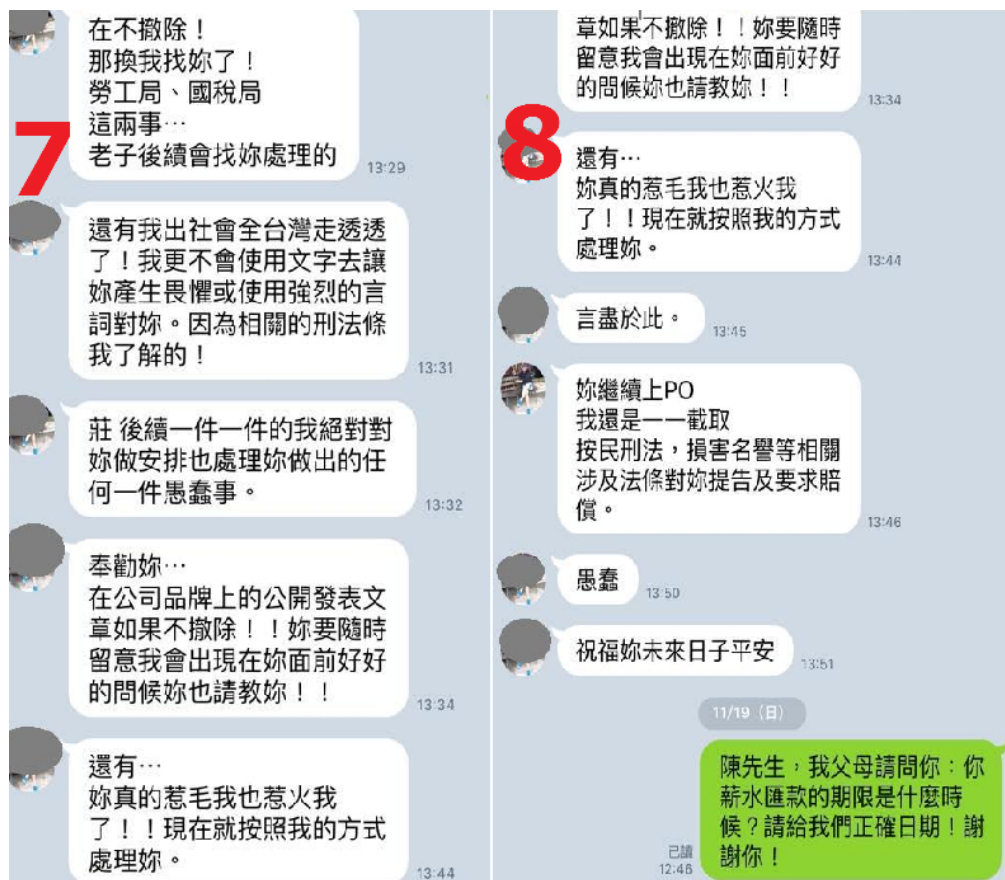 7
在不撤除！
那換我找妳了！
勞工局、國稅局
這兩事…
老子後續會找妳處理的
13:29
還有我出社會全台灣走透透
了！我更不會使用文字去讓
妳產生畏懼或使用強烈的言
詞對妳。因為相關的刑法條
我了解的！
13:31
莊 後續一件一件的我絕對對
妳做安排也處理妳做出的任
何一件愚蠢事。
13:32
奉勸妳…
在公司品牌上的公開發表文
章如果不撤除！！妳要隨時
留意我會出現在妳面前好好
的問候妳也請教妳！！
13:34
還有…
妳真的惹毛我也惹火我
了！！現在就按照我的方式
處理妳。
13:44
8
章如果不撤除！！妳要隨時
留意我會出現在妳面前好好
的問候妳也請教妳！！
13:34
還有…
妳真的惹毛我也惹火我
了！！現在就按照我的方式
處理妳。
13:44
言盡於此。
13:45
妳繼續上PO
我還是一一截取
按民刑法，損害名譽等相關
涉及法條對妳提告及要求賠
償。
13:46
愚蠢
13:50
祝福妳未來日子平安
13:51
11/19（日）
陳先生，我父母請問你：你
薪水匯款的期限是什麼時
候？請給我們正確日期！謝
謝你！
已讀
12:46